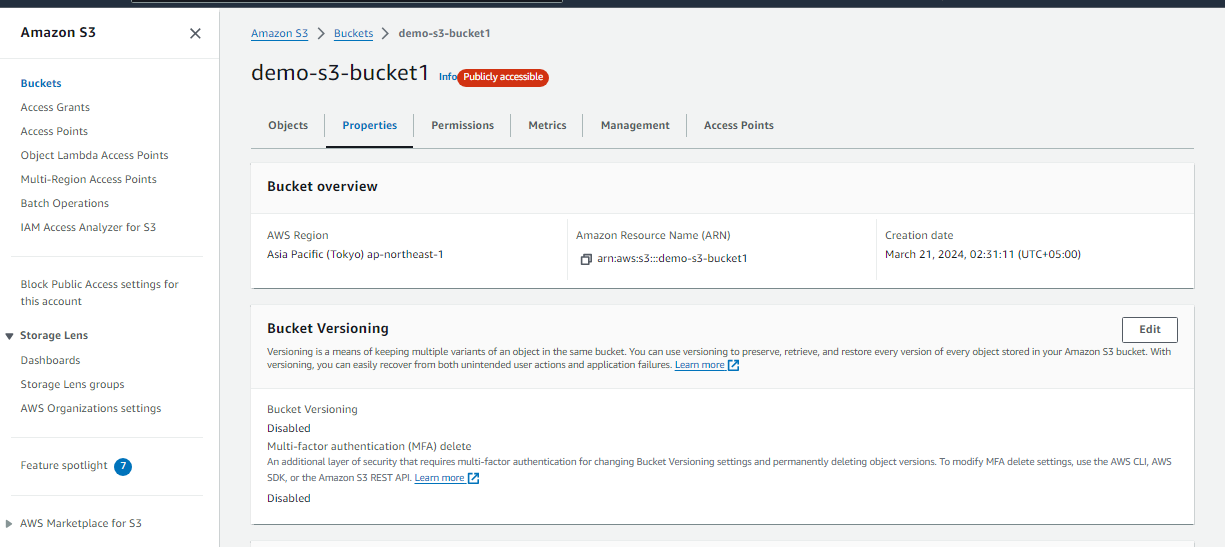 Amazon S3
Buckets
Access Grants
Access Points
Object Lambda Access Points
Multi-Region Access Points
Batch Operations
IAM Access Analyzer for S3
Block Public Access settings for
this account
Storage Lens
Dashboards
Storage Lens groups
AWS Organizations settings
Feature spotlight 7
AWS Marketplace for S3
Amazon S3 > Buckets > demo-s3-bucket1
demo-s3-bucket1 Info Publicly accessible
Objects Properties Permissions Metrics Management Access Points
Bucket overview
AWS Region
Asia Pacific (Tokyo) ap-northeast-1
Amazon Resource Name (ARN)
arn:aws:s3:::demo-s3-bucket1
Creation date
March 21, 2024, 02:31:11 (UTC+05:00)
Bucket Versioning
Edit
Versioning is a means of keeping multiple variants of an object in the same bucket. You can use versioning to preserve, retrieve, and restore every version of every object stored in your Amazon S3 bucket. With
versioning, you can easily recover from both unintended user actions and application failures. Learn more
Bucket Versioning
Disabled
Multi-factor authentication (MFA) delete
An additional layer of security that requires multi-factor authentication for changing Bucket Versioning settings and permanently deleting object versions. To modify MFA delete settings, use the AWS CLI, AWS
SDK, or the Amazon S3 REST API. Learn more
Disabled